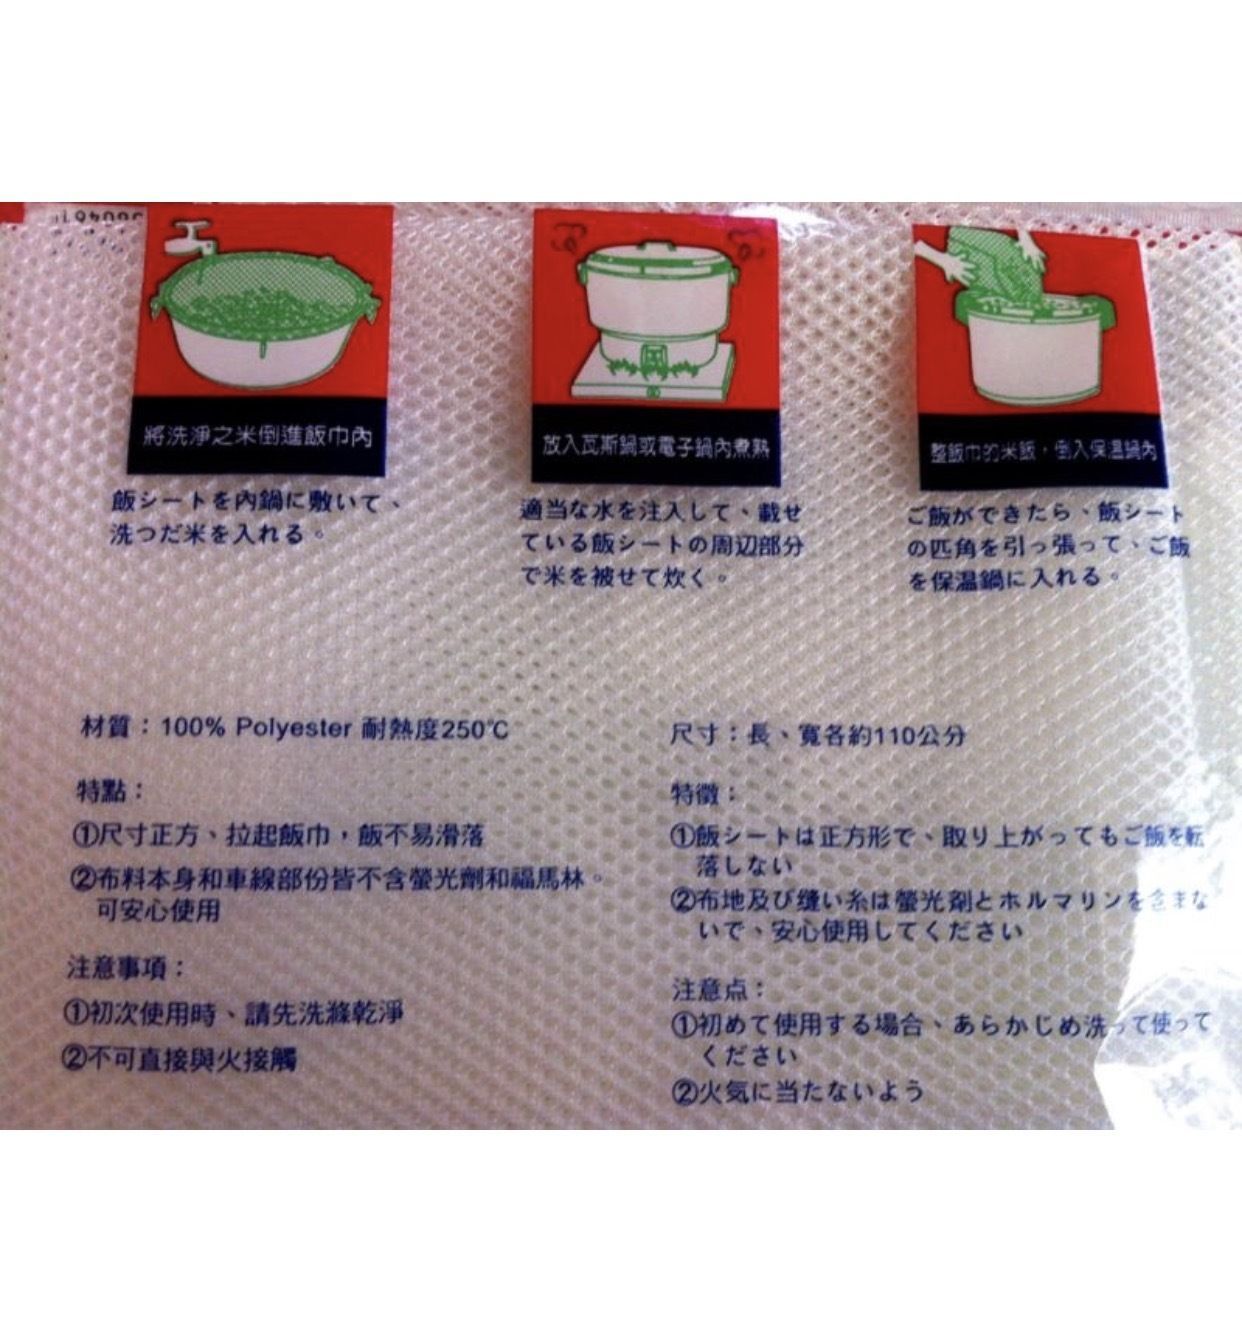 將洗淨之米倒進飯巾內
飯シートを內鍋に敷いて、
洗つだ米を入れる。
放入瓦斯鍋或電子鍋內煮熟
適当な水を注入して、載せ
ている飯シートの周辺部分
で米を被せて炊く。
整飯巾的米飯，倒入保溫鍋內
ご飯ができたら、飯シート
の匹角を引っ張って、ご飯
を保温鍋に入れる。
材質：100% Polyester 耐熱度250℃
特點：
①尺寸正方、拉起飯巾，飯不易滑落
②布料本身和車線部份皆不含螢光劑和福馬林。
可安心使用
注意事項：
①初次使用時、請先洗滌乾淨
②不可直接與火接觸
尺寸：長、寬各約110公分
特徵：
①飯シートは正方形で、取り上がってもご飯を転
落しない
②布地及び缝い糸は螢光剤とホルマリンを含まな
いで、安心使用してください
注意点：
①初めて使用する場合、あらかじめ洗って使って
ください
②火気に当たないよう